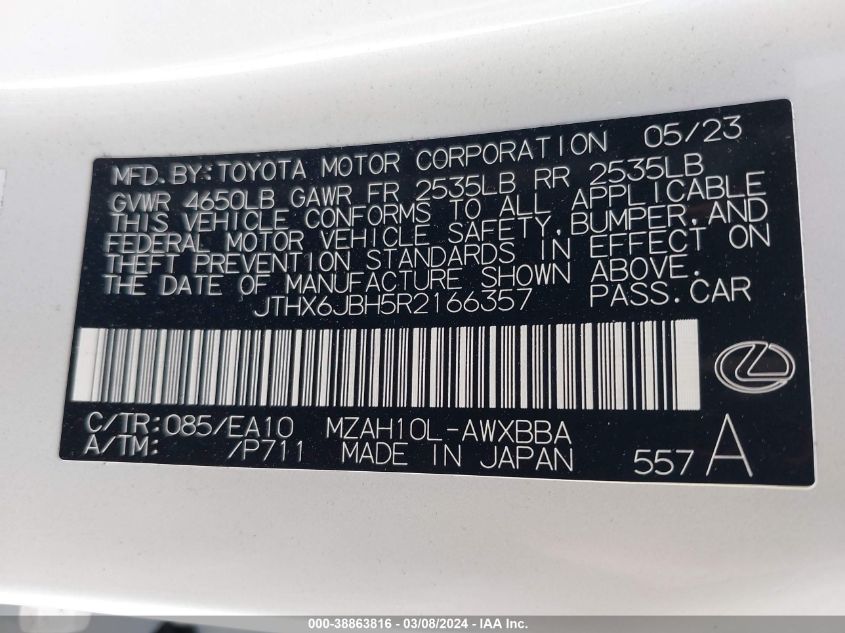 MFD. BY: TOYOTA MOTOR CORPORATION 05/23
GVWR 4650LB GAWR FR 2535LB RR 2535LB
THIS VEHICLE CONFORMS TO ALL APPLICABLE
FEDERAL MOTOR VEHICLE SAFETY, BUMPER, AND
THEFT PREVENTION STANDARDS IN EFFECT ON
THE DATE OF MANUFACTURE SHOWN ABOVE.
JTHX6JBH5R2166357 PASS. CAR
C/TR: 085/EA10 MZAH10L-AWXBBA
A/TM: /P711 MADE IN JAPAN 557 A
000-38863816 - 03/08/2024 - IAA Inc.